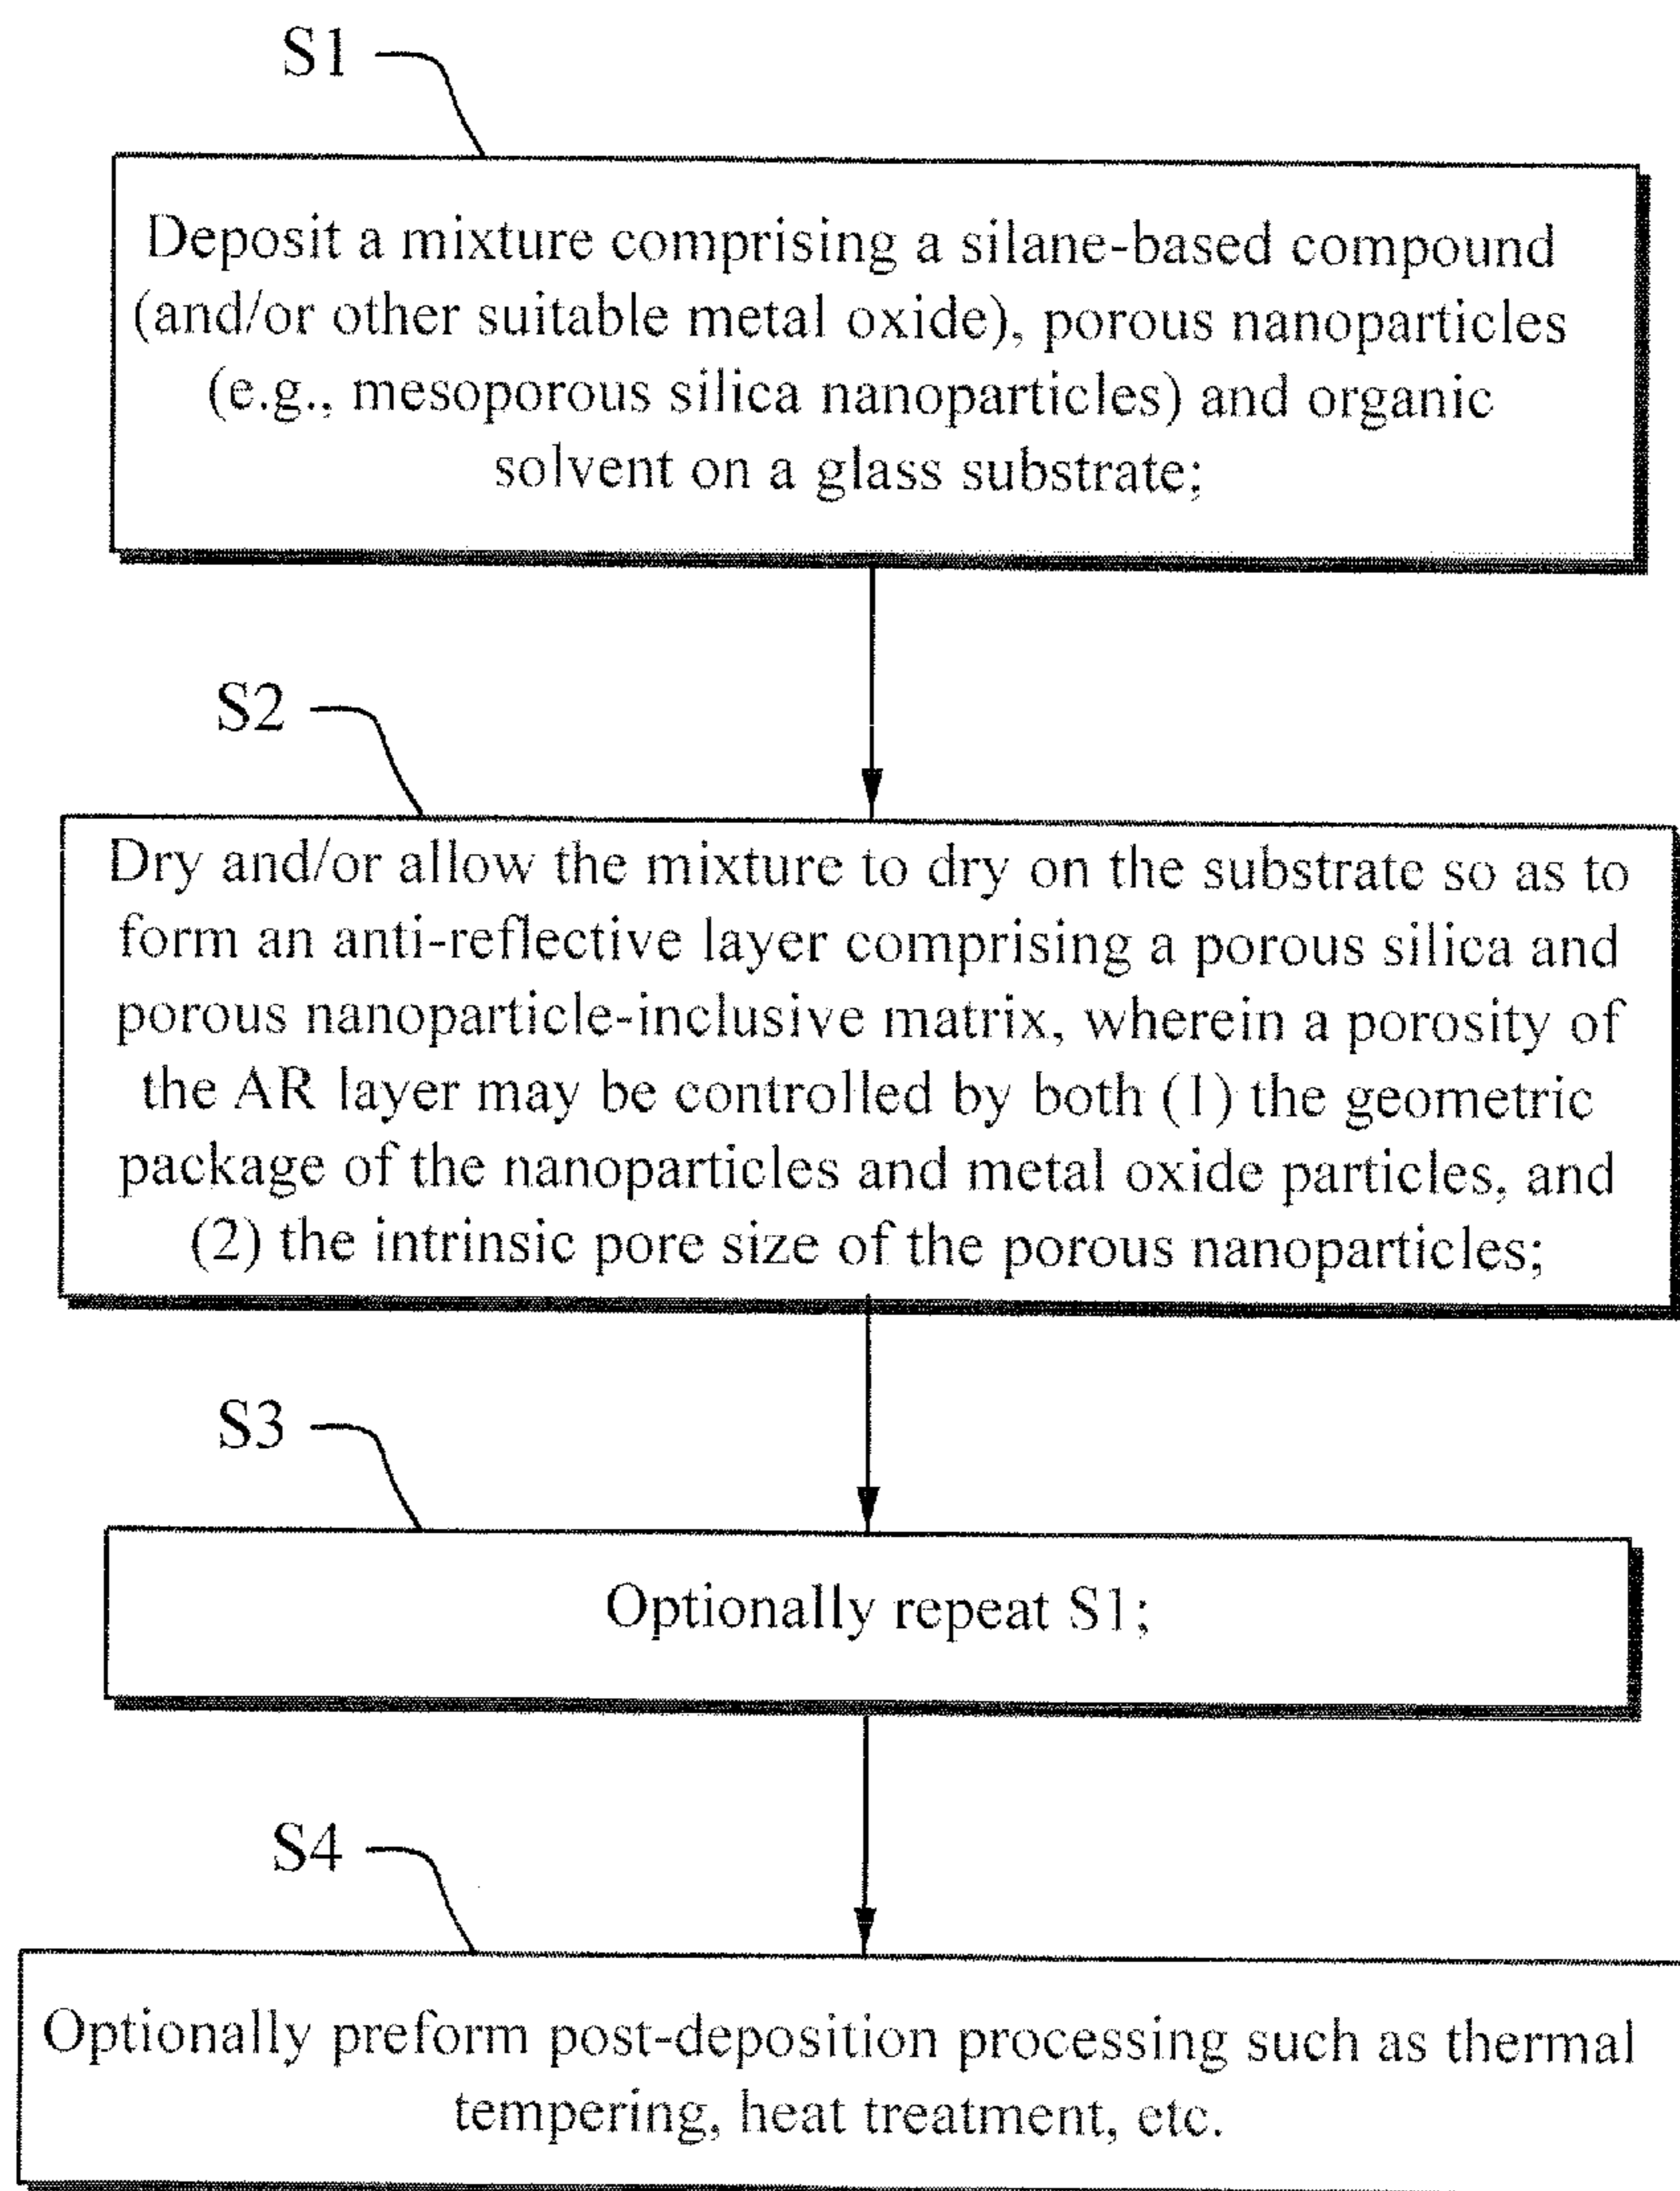 S1
Deposit a mixture comprising a silane-based compound
(and/or other suitable metal oxide), porous nanoparticles
(e.g., mesoporous silica nanoparticles) and organic
solvent on a glass substrate;
S2
Dry and/or allow the mixture to dry on the substrate so as to
form an anti-reflective layer comprising a porous silica and
porous nanoparticle-inclusive matrix, wherein a porosity of
the AR layer may be controlled by both (1) the geometric
package of the nanoparticles and metal oxide particles, and
(2) the intrinsic pore size of the porous nanoparticles;
S3
Optionally repeat S1;
S4
Optionally preform post-deposition processing such as thermal
tempering, heat treatment, etc.